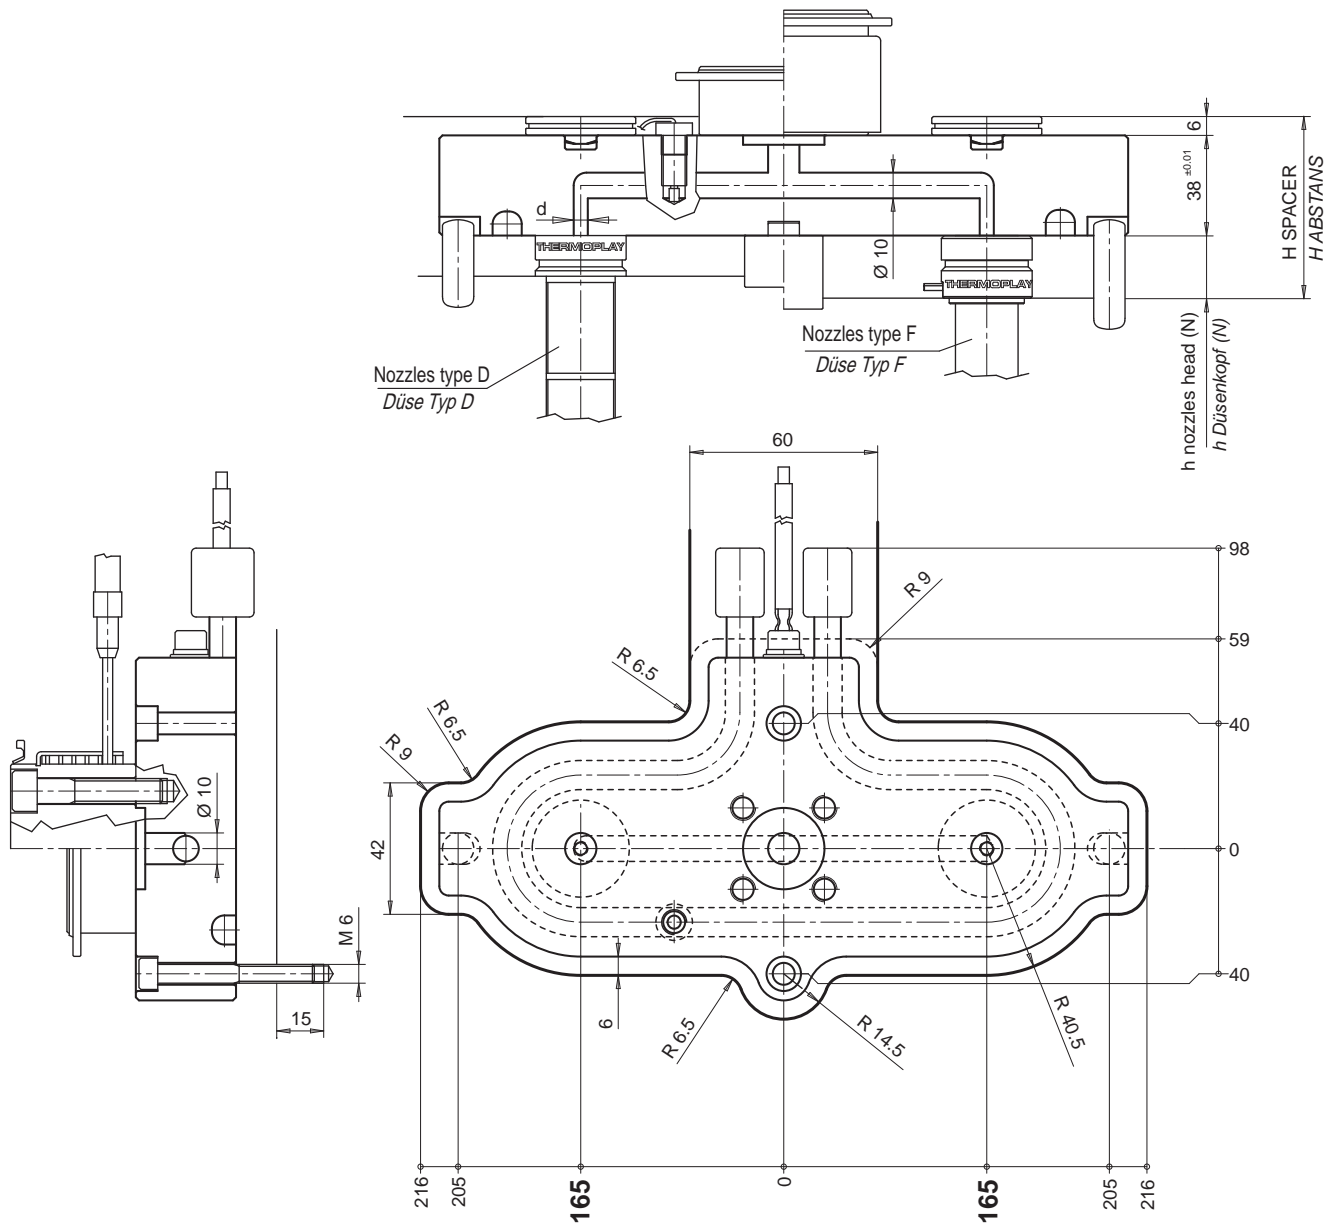 6
38 ±0.01
H SPACER
H ABSTANS
d
THERMOPLAY
Ø 10
THERMOPLAY
Nozzles type F
Düse Typ F
Nozzles type D
Düse Typ D
h nozzles head (N)
h Düsenkopf (N)
60
98
R 9
59
R 6.5
R 6.5
40
R 9
Ø 10
42
0
M 6
40
15
6
R 6.5
R 14.5
R 40.5
216
205
165
0
165
205
216